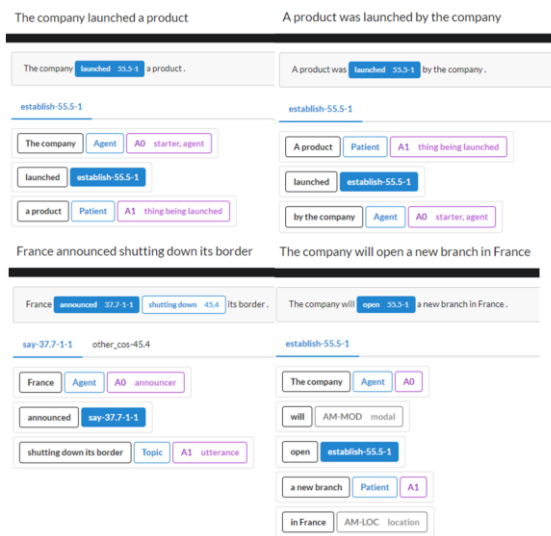 The company launched a product
The company launched 55.5-1 a product .
establish-55.5-1
The company Agent A0 starter, agent
launched establish-55.5-1
a product Patient A1 thing being launched
A product was launched by the company
A product was launched 55.5-1 by the company .
establish-55.5-1
A product Patient A1 thing being launched
launched establish-55.5-1
by the company Agent A0 starter, agent
France announced shutting down its border
France announced 37.7-1-1 shutting down 45.4 its border .
say-37.7-1-1 other_cos-45.4
France Agent A0 announcer
announced say-37.7-1-1
shutting down its border Topic A1 utterance
The company will open a new branch in France
The company will open 55.5-1 a new branch in France .
establish-55.5-1
The company Agent A0
will AM-MOD modal
open establish-55.5-1
a new branch Patient A1
in France AM-LOC location